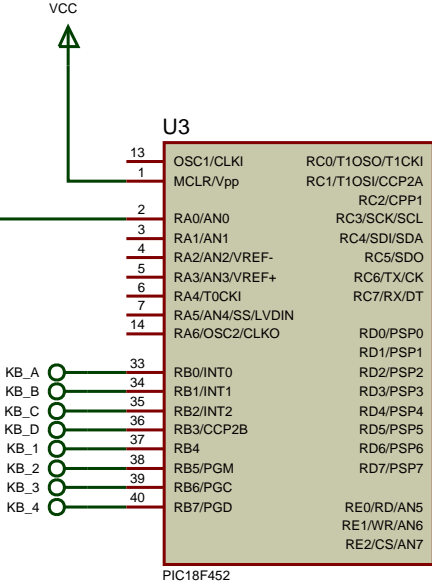 VCC
U3
13 OSC1/CLKI RC0/T1OSO/T1CKI
1 MCLR/Vpp RC1/T1OSI/CCP2A
RC2/CPP1
2 RA0/AN0 RC3/SCK/SCL
3 RA1/AN1 RC4/SDI/SDA
4 RA2/AN2/VREF- RC5/SDO
5 RA3/AN3/VREF+ RC6/TX/CK
6 RA4/T0CKI RC7/RX/DT
7 RA5/AN4/SS/LVDIN
14 RA6/OSC2/CLKO RD0/PSP0
RD1/PSP1
KB_A 33 RB0/INT0 RD2/PSP2
KB_B 34 RB1/INT1 RD3/PSP3
KB_C 35 RB2/INT2 RD4/PSP4
KB_D 36 RB3/CCP2B RD5/PSP5
KB_1 37 RB4 RD6/PSP6
KB_2 38 RB5/PGM RD7/PSP7
KB_3 39 RB6/PGC
KB_4 40 RB7/PGD RE0/RD/AN5
RE1/WR/AN6
RE2/CS/AN7
PIC18F452